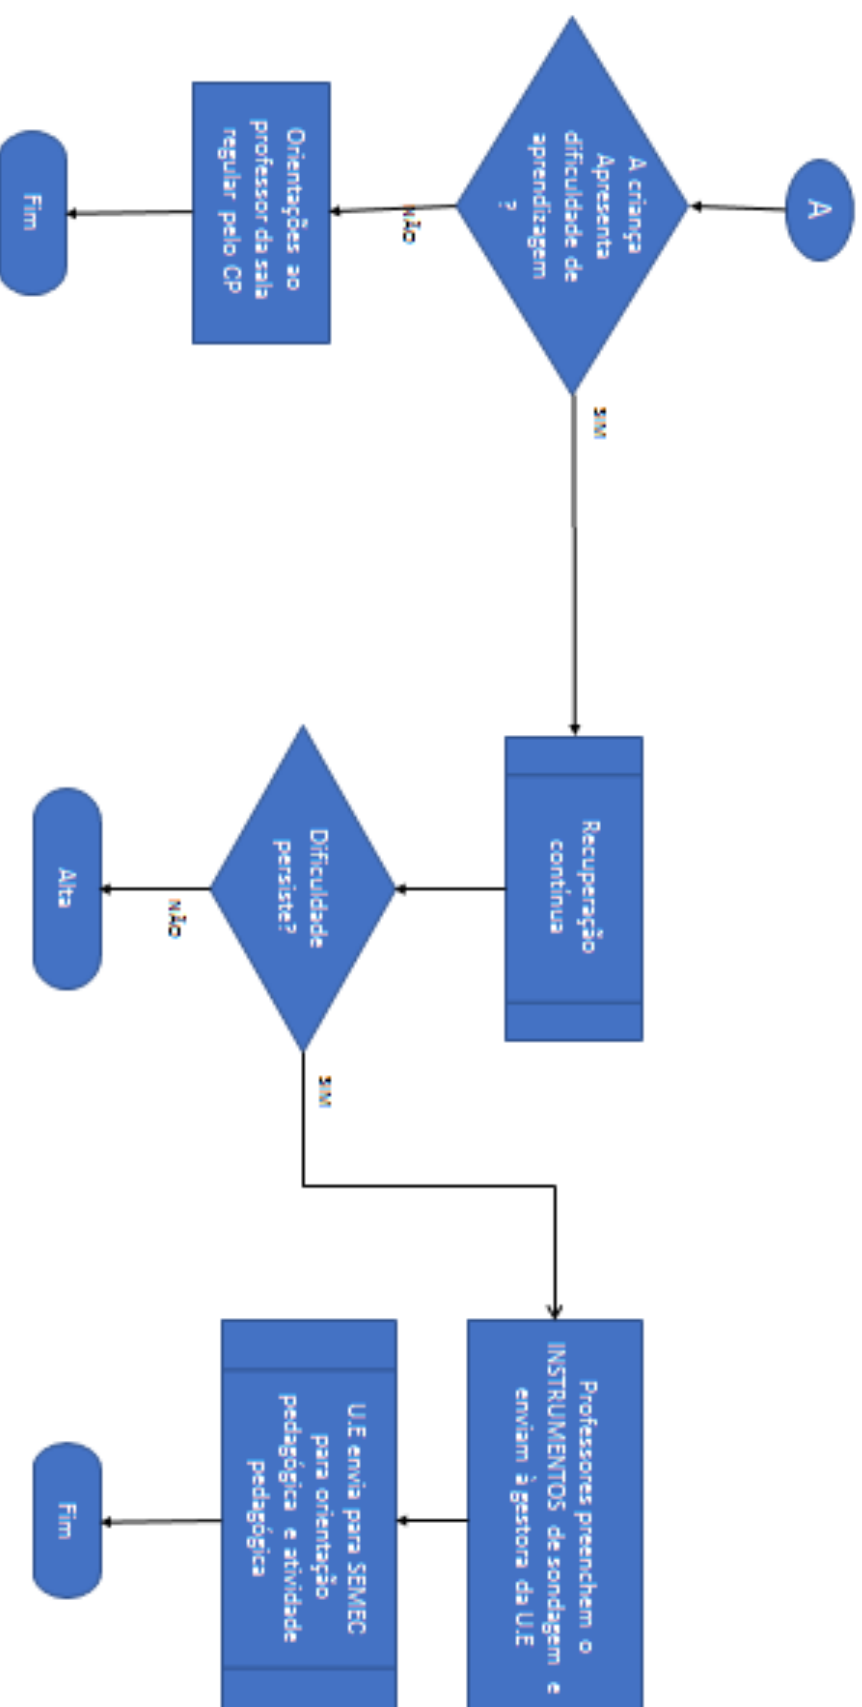 A
A criança
Apresenta
dificuldade de
aprendizagem
?
NÃO
Orientações ao
professor da sala
regular pelo CP
Fim
SIM
Recuperação
contínua
Dificuldade
persiste?
NÃO
Alta
SIM
Professores preenchem o
INSTRUMENTOS de sondagem e
enviam à gestora da U.E
U.E envia para SEMEC
para orientação
pedagógica e atividade
pedagógica
Fim